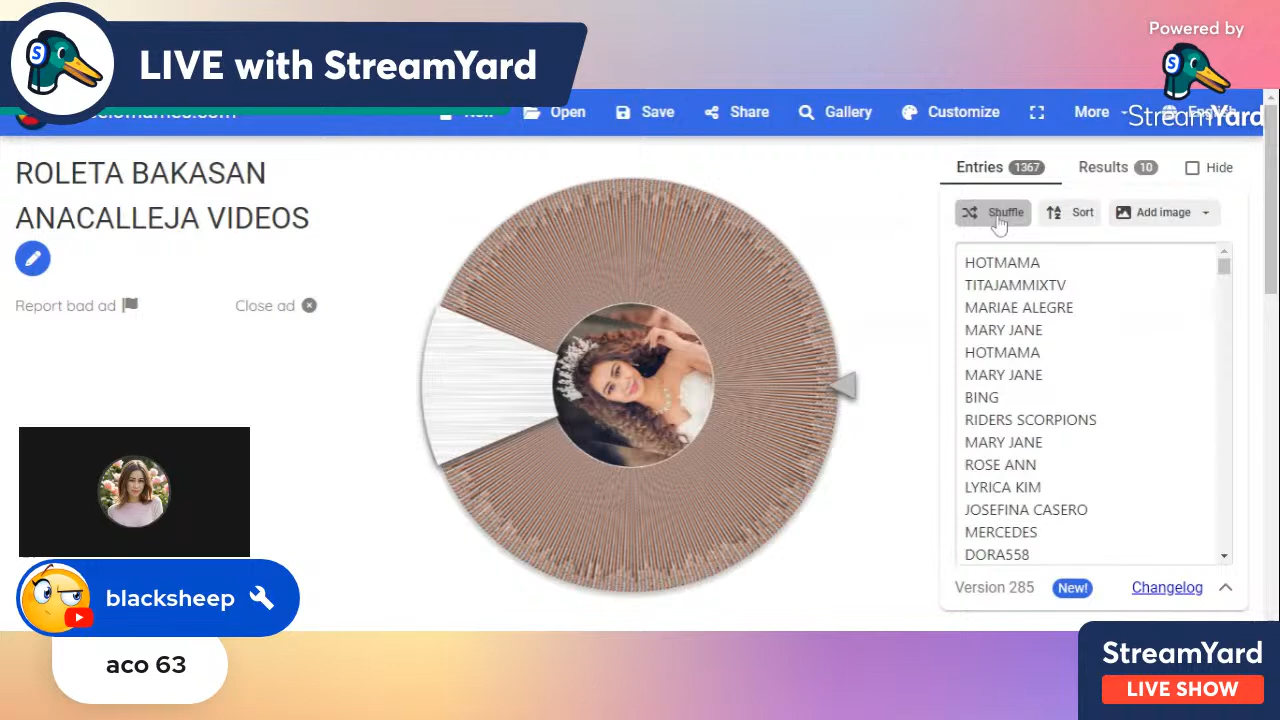 LIVE with StreamYard
Powered by
StreamYard
Open
Save
Share
Gallery
Customize
More
ROLETA BAKASAN
ANACALLEJA VIDEOS
Report bad ad
Close ad
Entries 1367
Results 10
Hide
Shuffle
Sort
Add image
HOTMAMA
TITAJAMMIXTV
MARIAE ALEGRE
MARY JANE
HOTMAMA
MARY JANE
BING
RIDERS SCORPIONS
MARY JANE
ROSE ANN
LYRICA KIM
JOSEFINA CASERO
MERCEDES
DORA558
Version 285
New!
Changelog
blacksheep
aco 63
StreamYard
LIVE SHOW